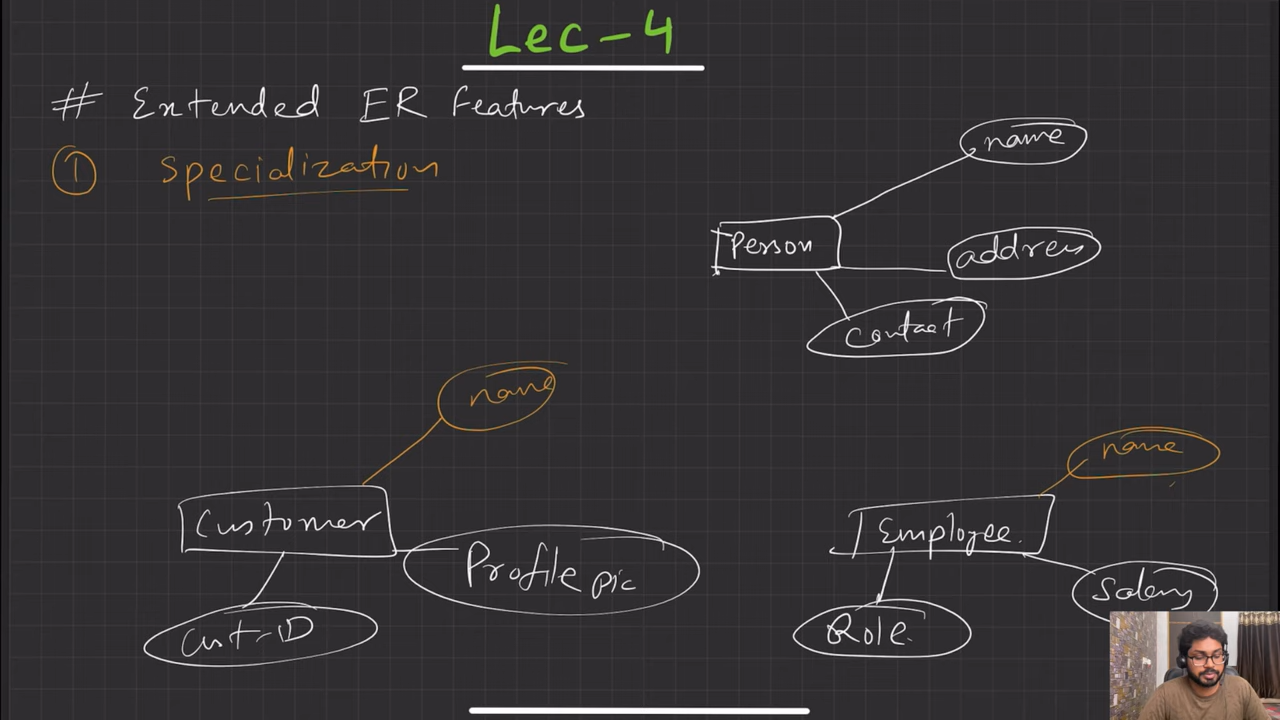 Lec-4
# Extended ER Features
① Specialization
name
Person
address
contact
name
name
Customer
Employee.
Profile pic
Salary
Cust-ID
Role.